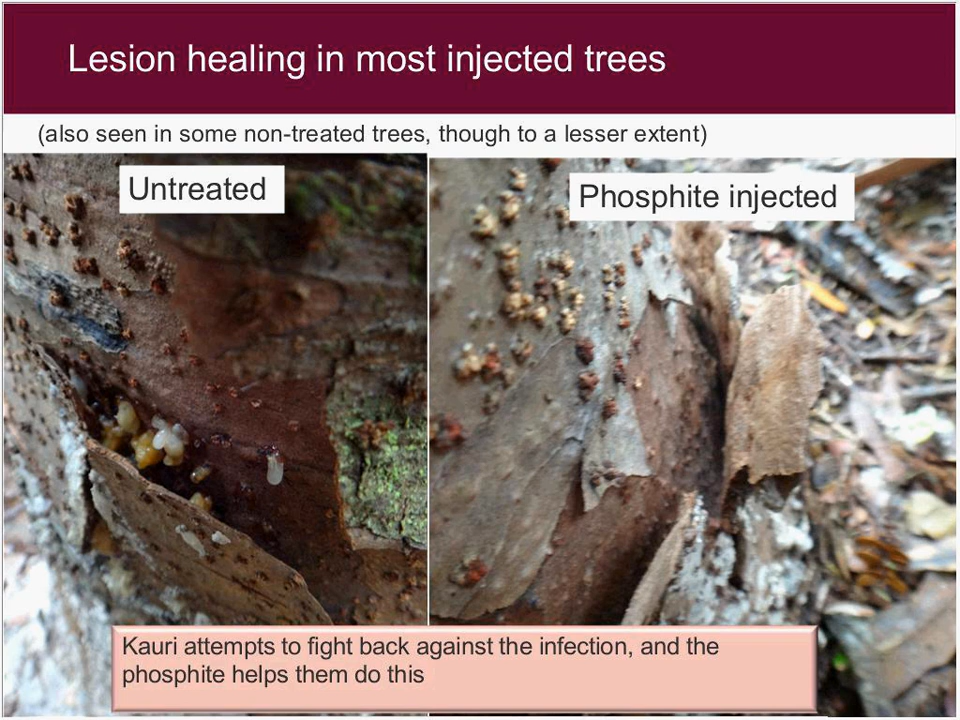 Lesion healing in most injected trees
(also seen in some non-treated trees, though to a lesser extent)
Untreated
Phosphite injected
Kauri attempts to fight back against the infection, and the
phosphite helps them do this